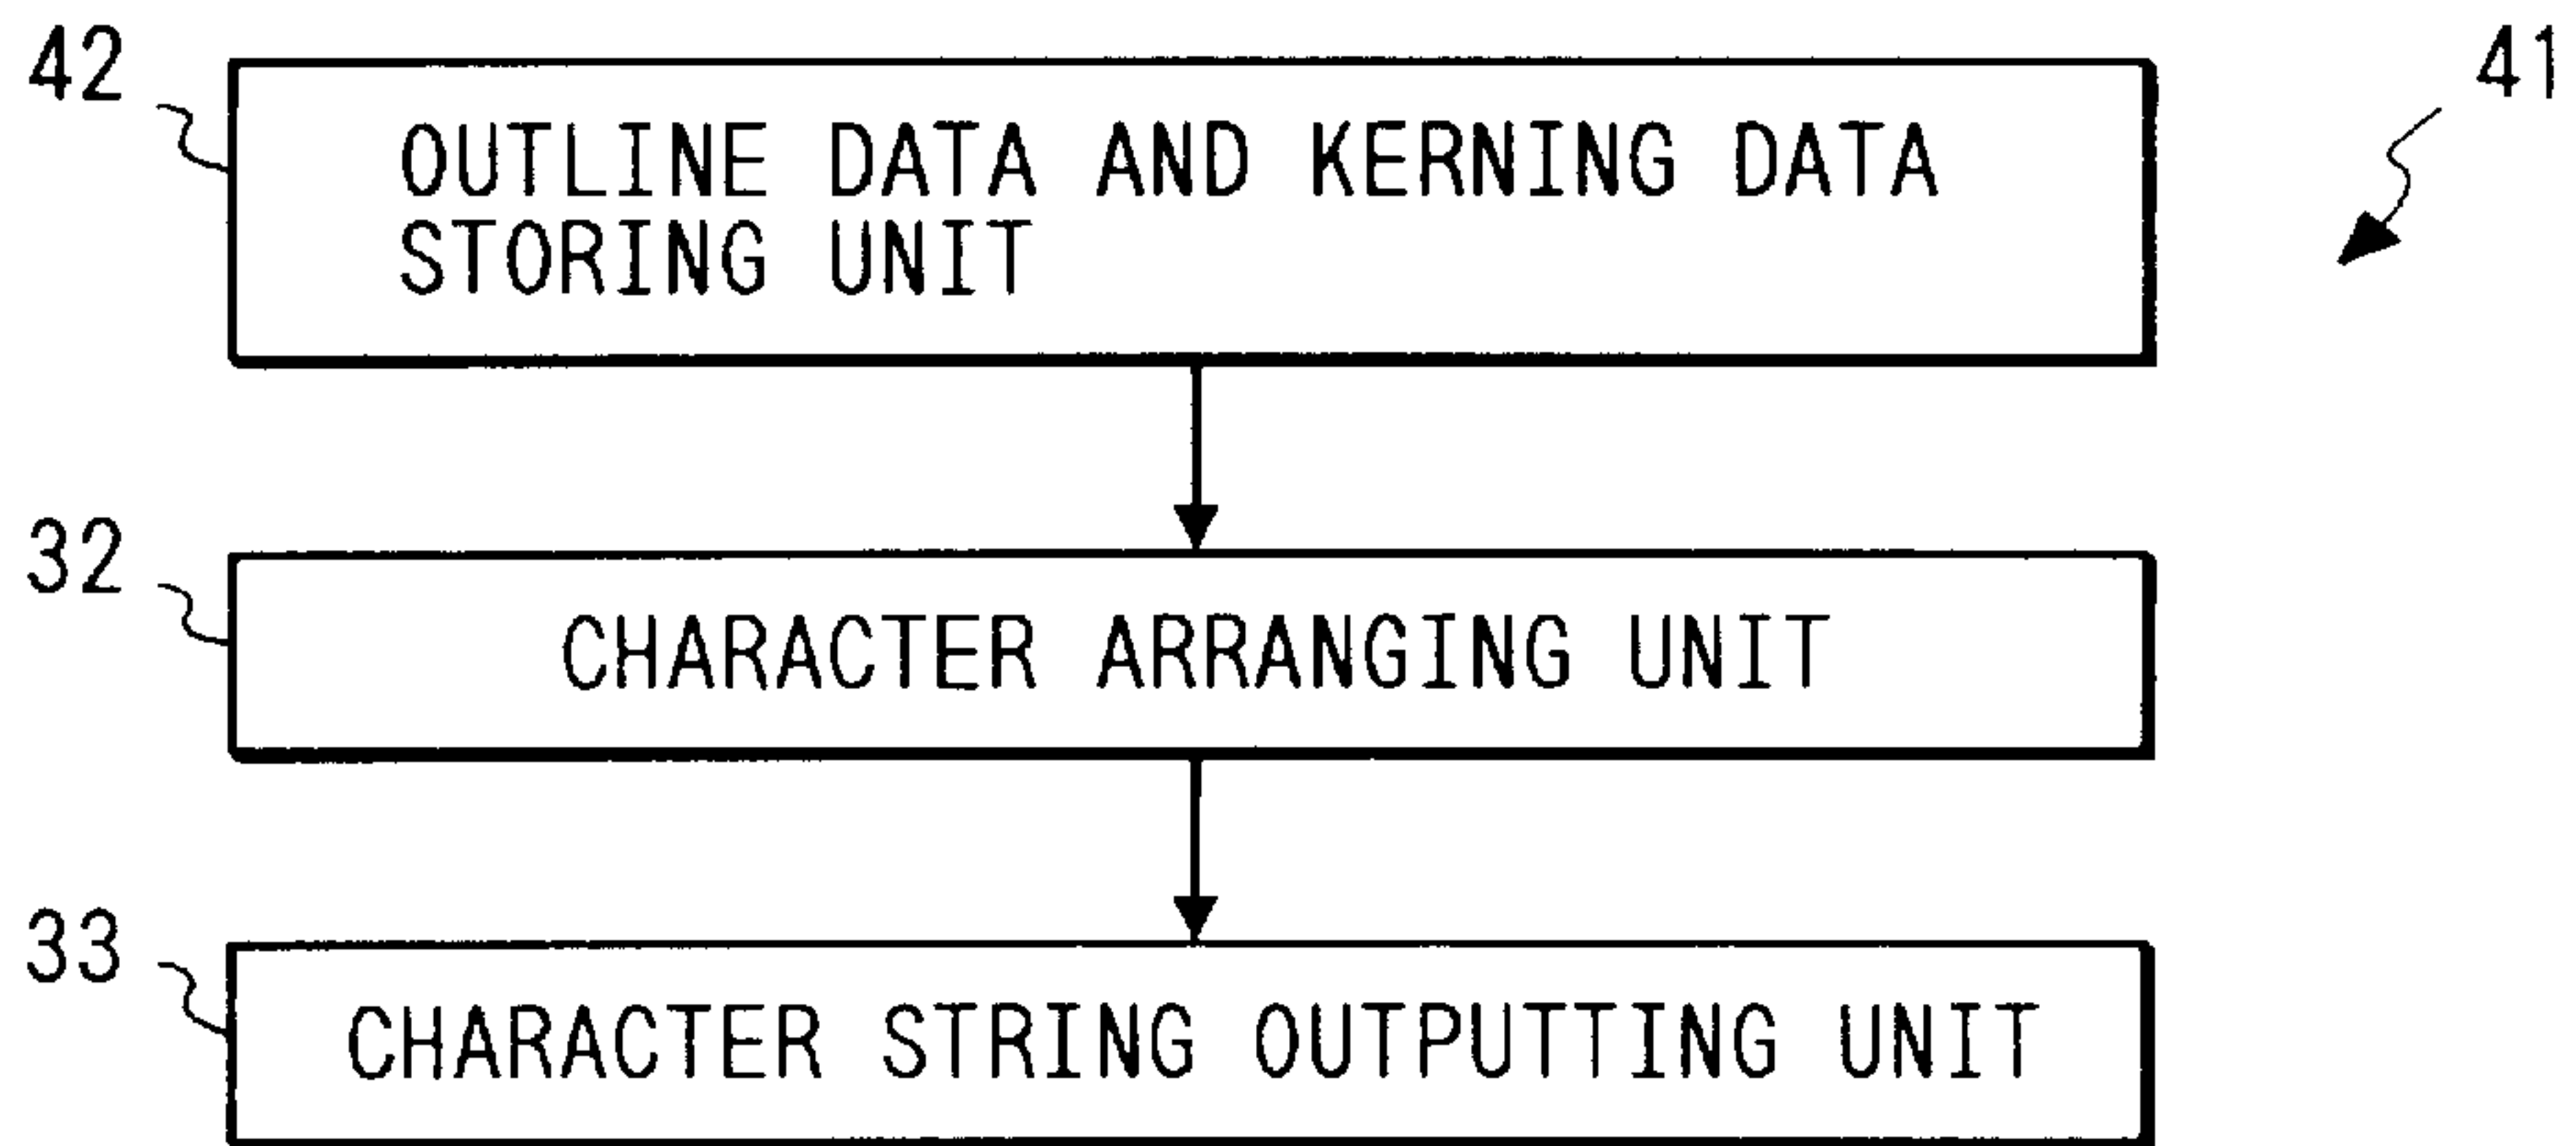 42
41
OUTLINE DATA AND KERNING DATA
STORING UNIT
32
CHARACTER ARRANGING UNIT
33
CHARACTER STRING OUTPUTTING UNIT